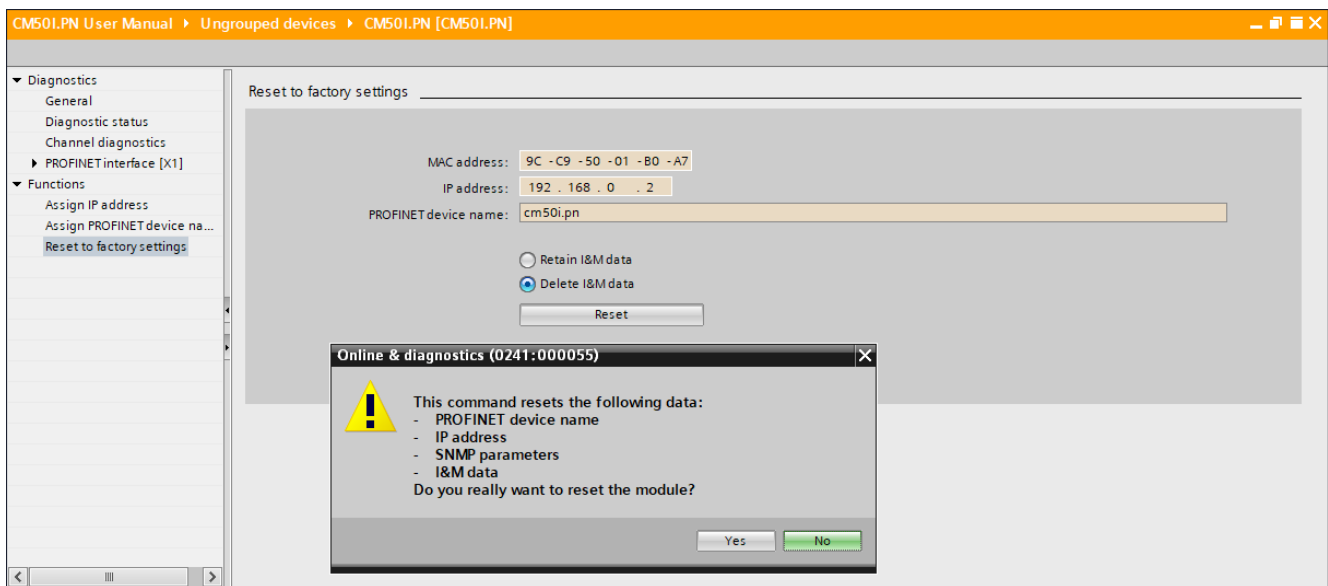 CM50I.PN User Manual ▸ Ungrouped devices ▸ CM50I.PN [CM50I.PN]
Diagnostics
General
Diagnostic status
Channel diagnostics
PROFINET interface [X1]
Functions
Assign IP address
Assign PROFINET device na...
Reset to factory settings
Reset to factory settings
MAC address: 9C -C9 -50 -01 -B0 -A7
IP address: 192 . 168 . 0 . 2
PROFINET device name: cm50i.pn
Retain I&M data
Delete I&M data
Reset
Online & diagnostics (0241:000055)
This command resets the following data:
- PROFINET device name
- IP address
- SNMP parameters
- I&M data
Do you really want to reset the module?
Yes No